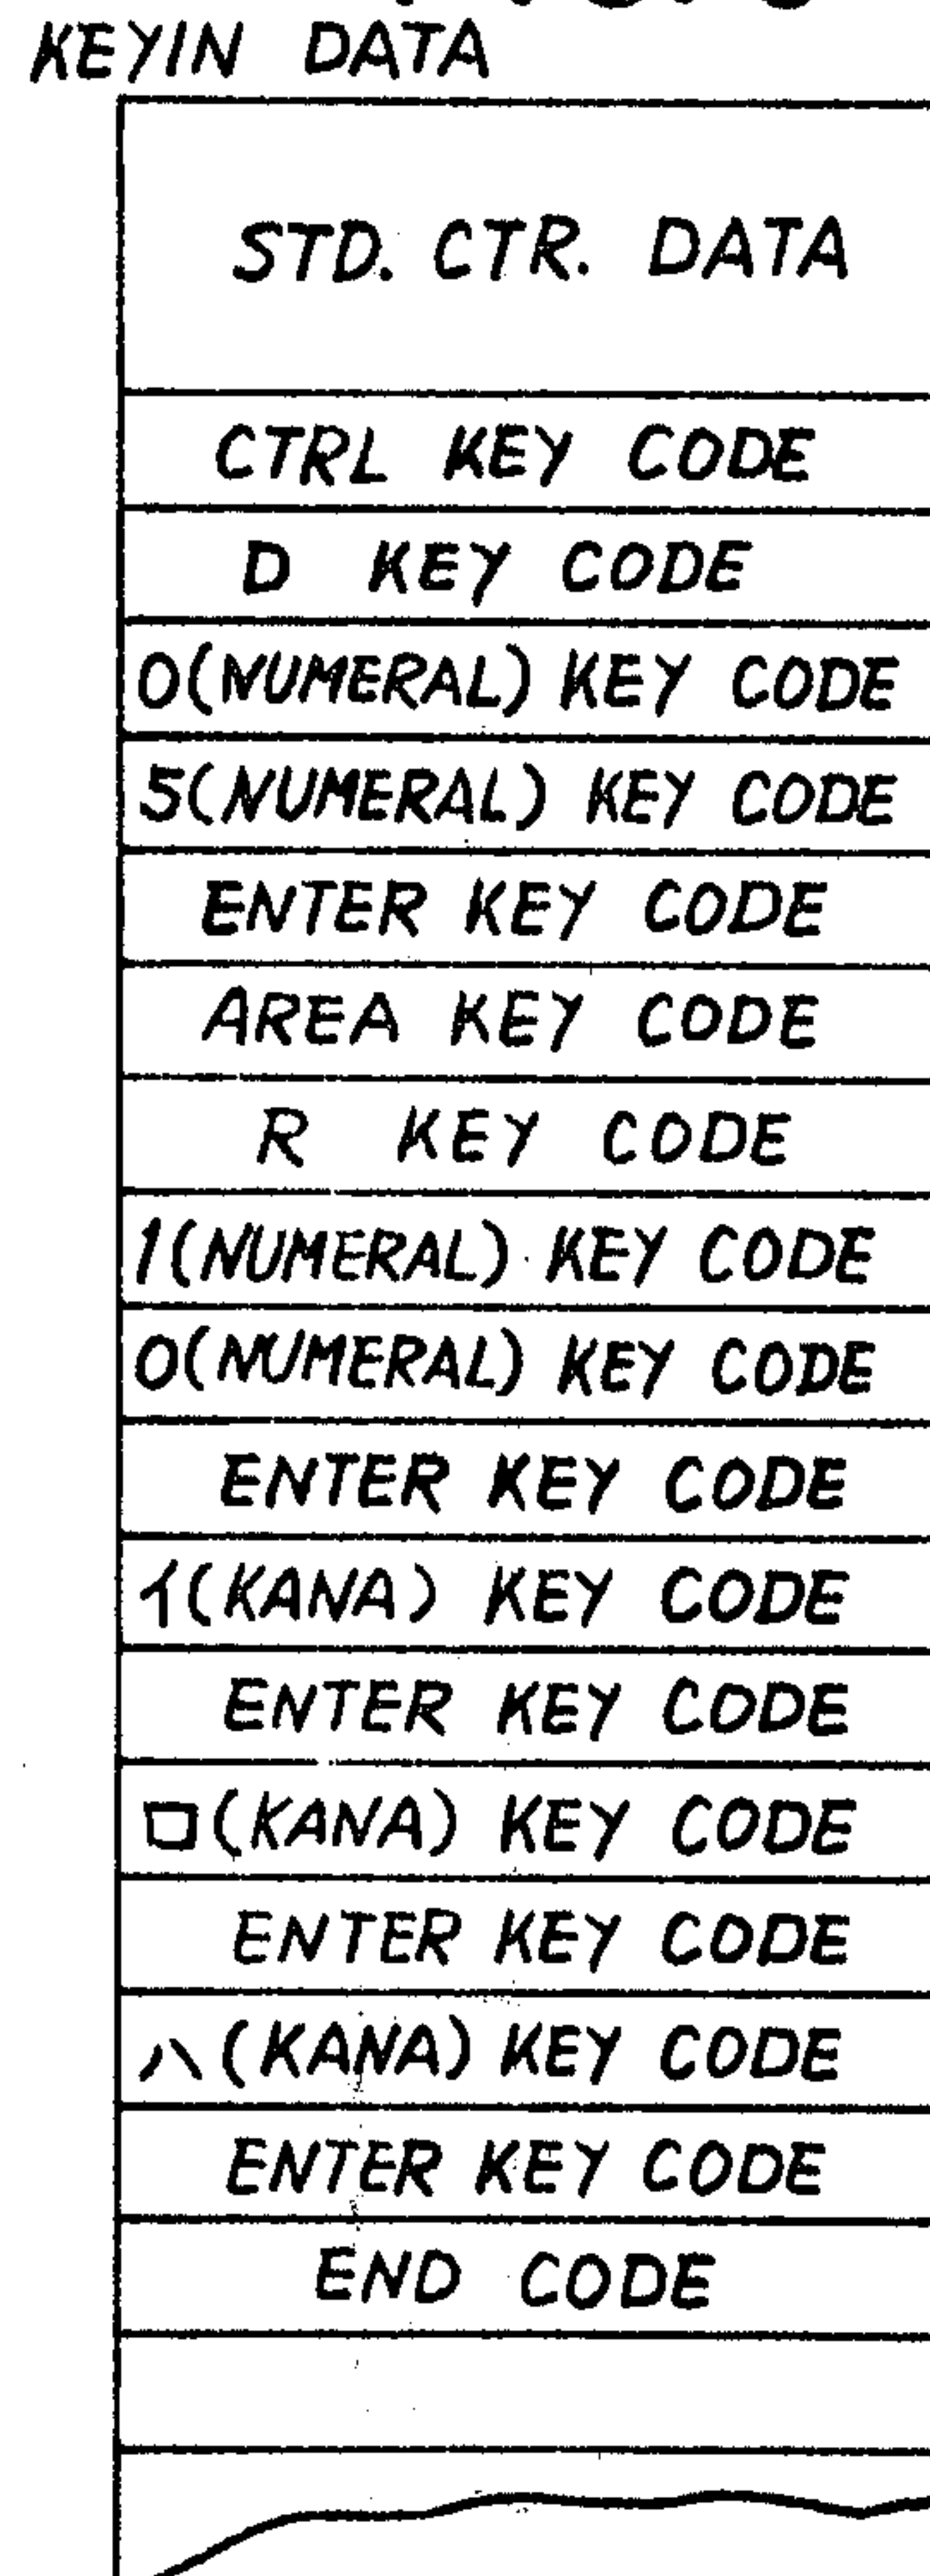 KEYIN DATA
STD. CTR. DATA
CTRL KEY CODE
D KEY CODE
0(NUMERAL) KEY CODE
5(NUMERAL) KEY CODE
ENTER KEY CODE
AREA KEY CODE
R KEY CODE
1(NUMERAL) KEY CODE
0(NUMERAL) KEY CODE
ENTER KEY CODE
イ(KANA) KEY CODE
ENTER KEY CODE
ロ(KANA) KEY CODE
ENTER KEY CODE
ハ(KANA) KEY CODE
ENTER KEY CODE
END CODE